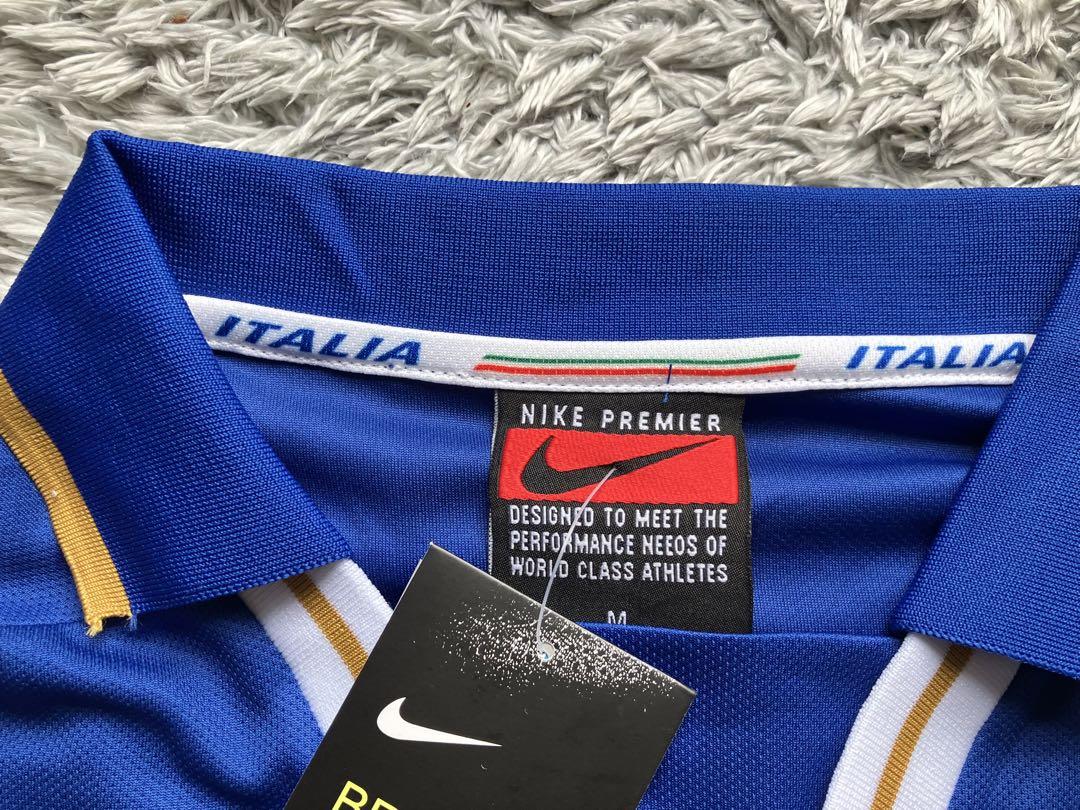 ITALIA ITALIA
NIKE PREMIER
DESIGNED TO MEET THE
PERFORMANCE NEEOS OF
WORLD CLASS ATHLETES
M